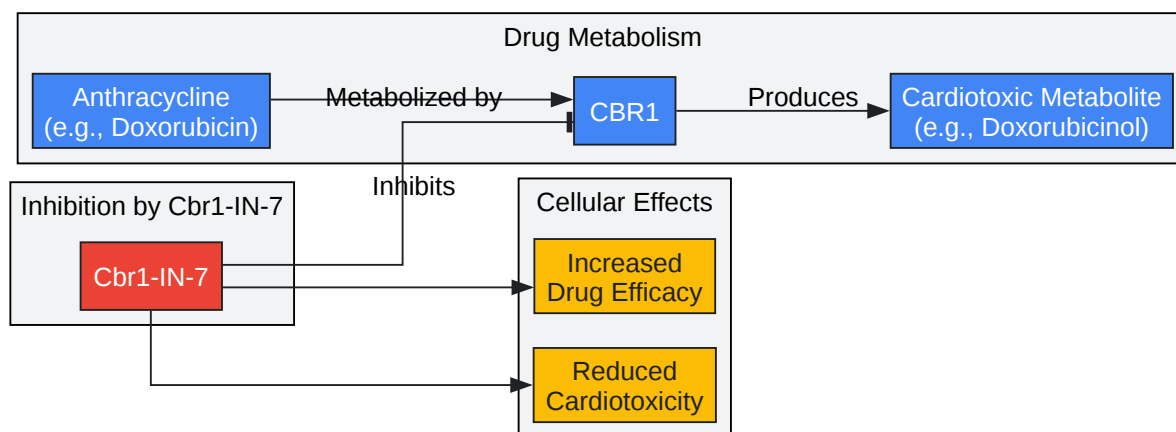 Drug Metabolism
Anthracycline
(e.g., Doxorubicin)
Metabolized by
CBR1
Produces
Cardiotoxic Metabolite
(e.g., Doxorubicinol)
Inhibits
Inhibition by Cbr1-IN-7
Cbr1-IN-7
Cellular Effects
Increased
Drug Efficacy
Reduced
Cardiotoxicity